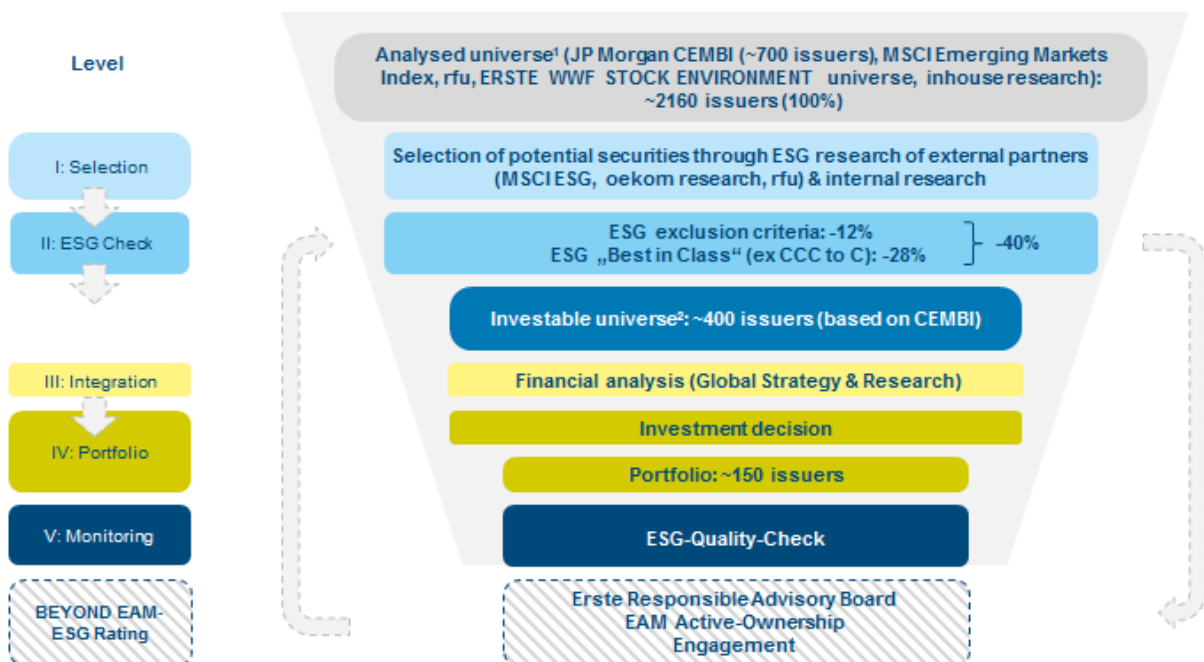 Level
Analysed universe¹ (JP Morgan CEMBI (~700 issuers), MSCI Emerging Markets
Index, rfu, ERSTE WWF STOCK ENVIRONMENT universe, inhouse research):
~2160 issuers (100%)
I: Selection
Selection of potential securities through ESG research of external partners
(MSCI ESG, oekom research, rfu) & internal research
II: ESG Check
ESG exclusion criteria: -12%
ESG „Best in Class“ (ex CCC to C): -28%
-40%
Investable universe²: ~400 issuers (based on CEMBI)
III: Integration
Financial analysis (Global Strategy & Research)
IV: Portfolio
Investment decision
Portfolio: ~150 issuers
V: Monitoring
ESG-Quality-Check
BEYOND EAM-
ESG Rating
Erste Responsible Advisory Board
EAM Active-Ownership
Engagement